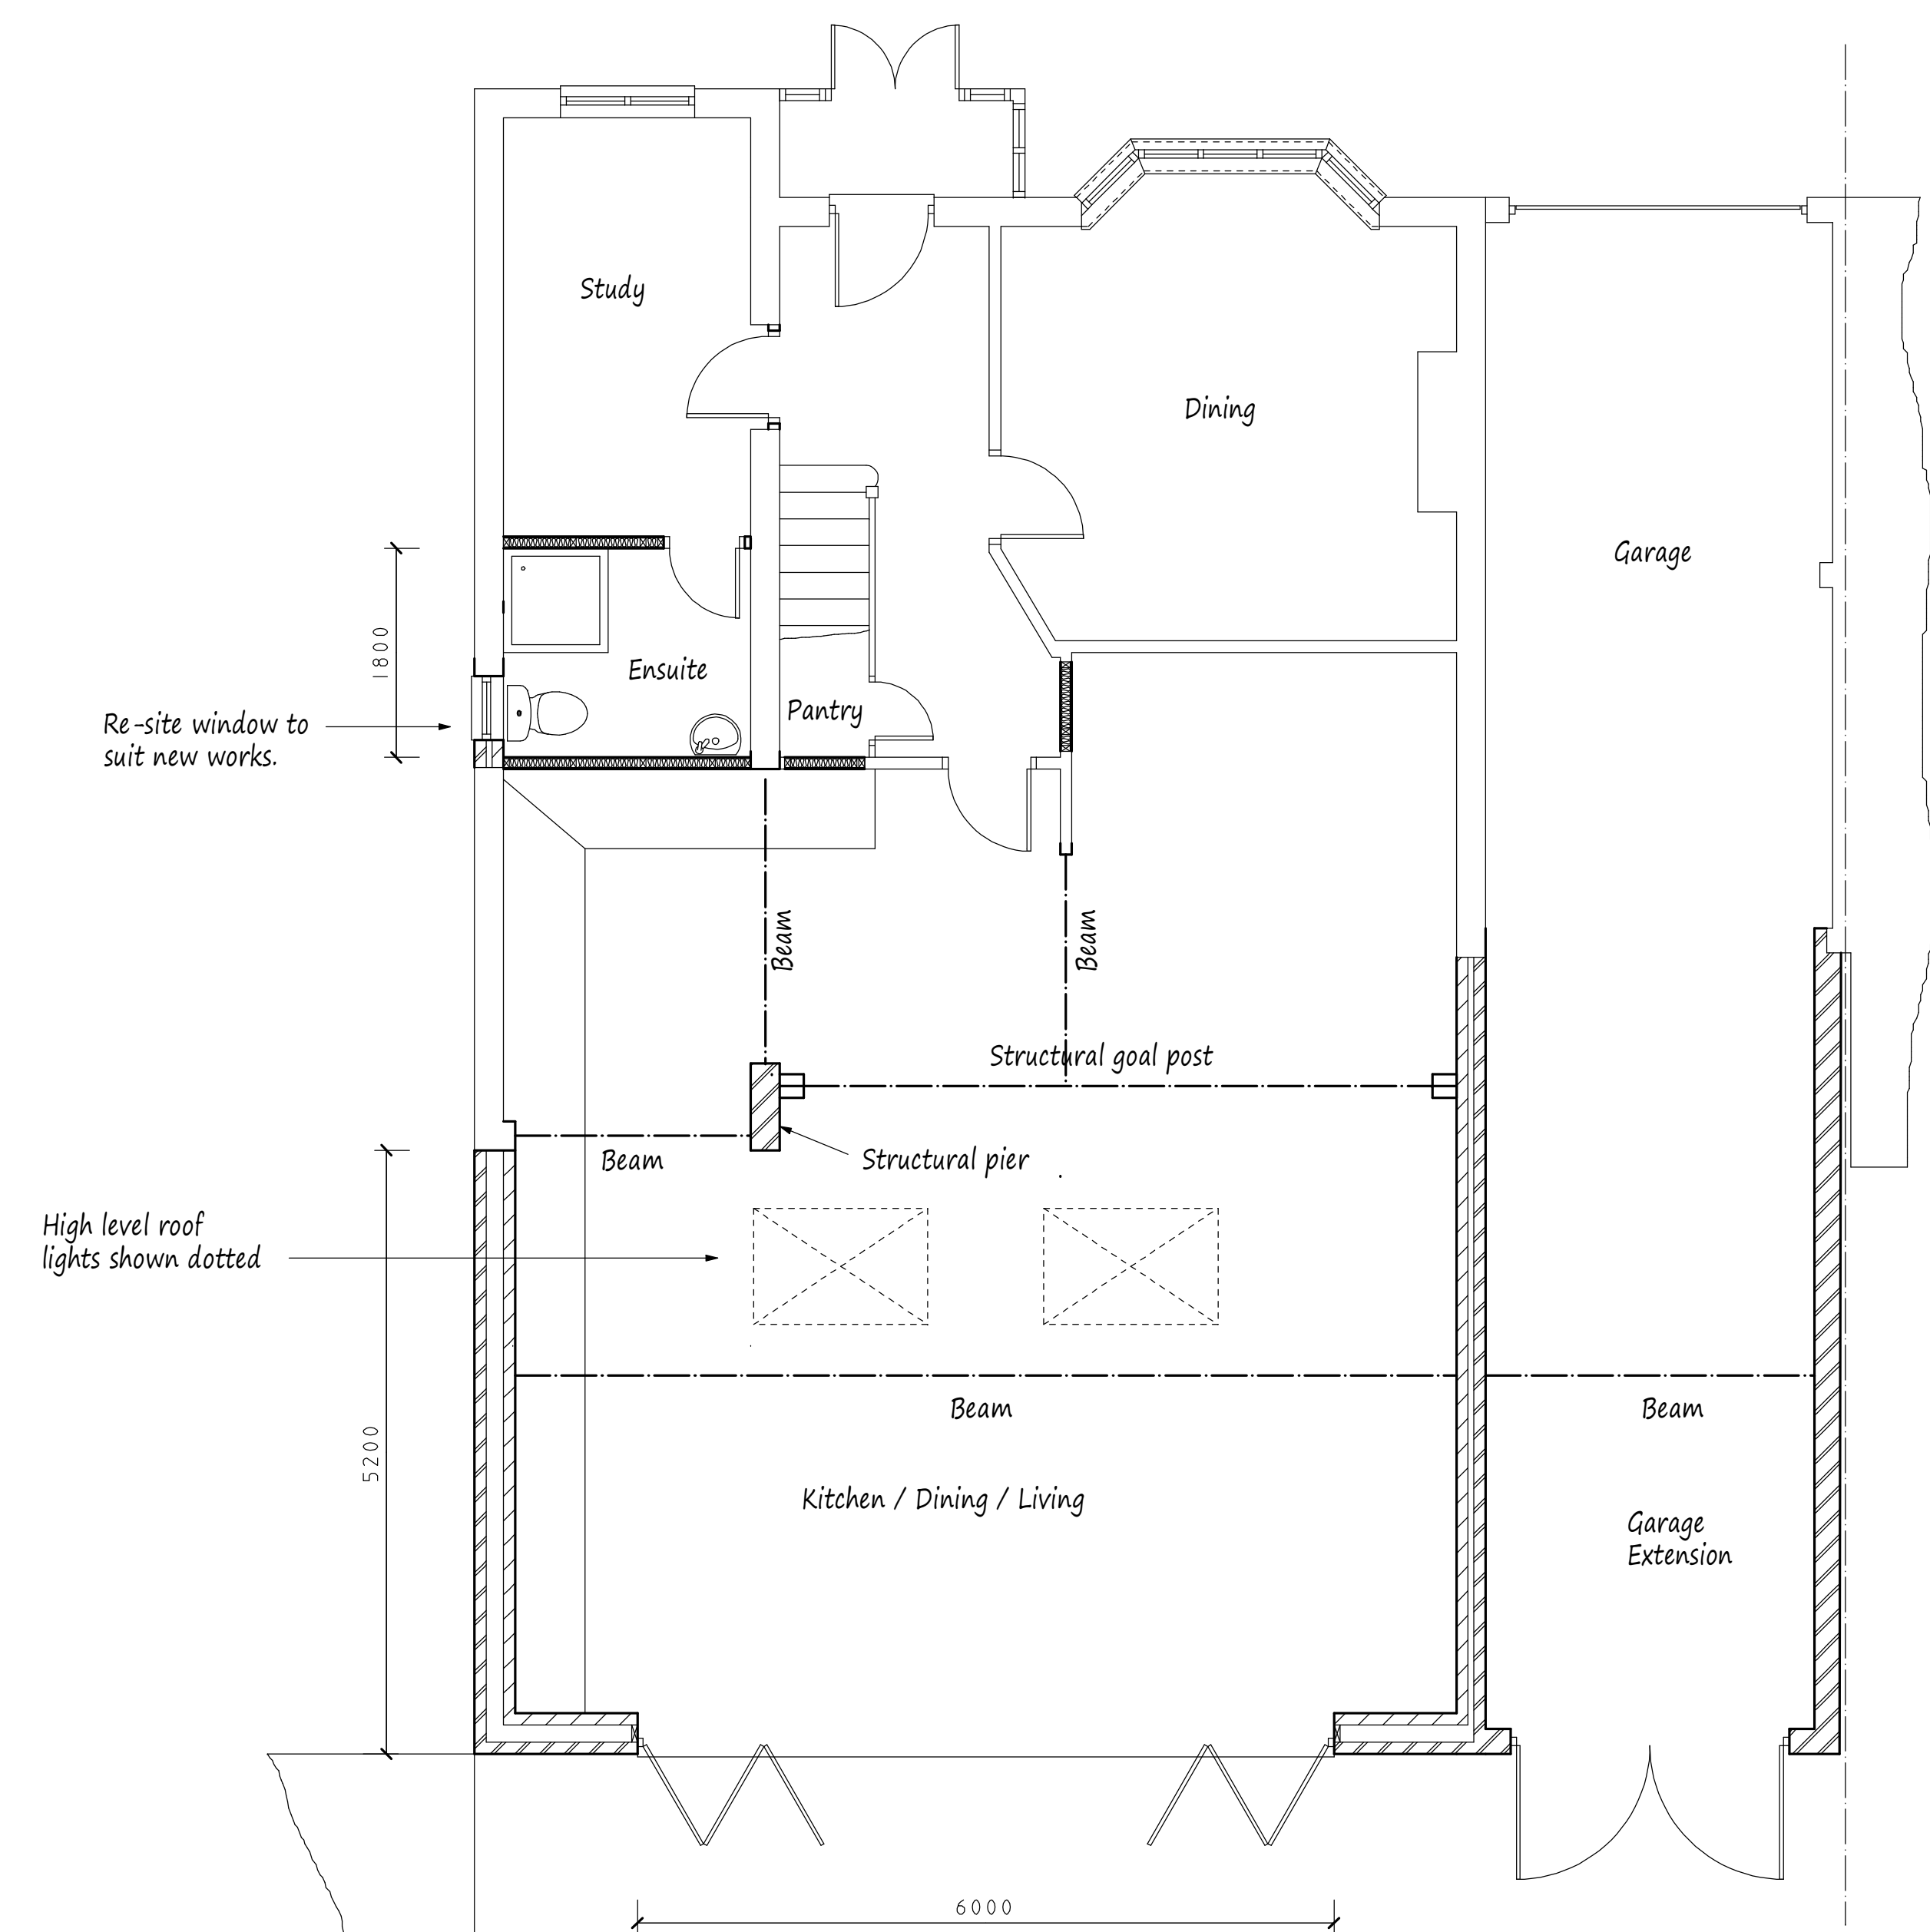 Study
Dining
Garage
1800
Ensuite
Pantry
Re-site window to
suit new works.
Beam
Beam
Structural goal post
Beam
Structural pier
High level roof
lights shown dotted
Beam
Beam
5200
Kitchen / Dining / Living
Garage
Extension
6000